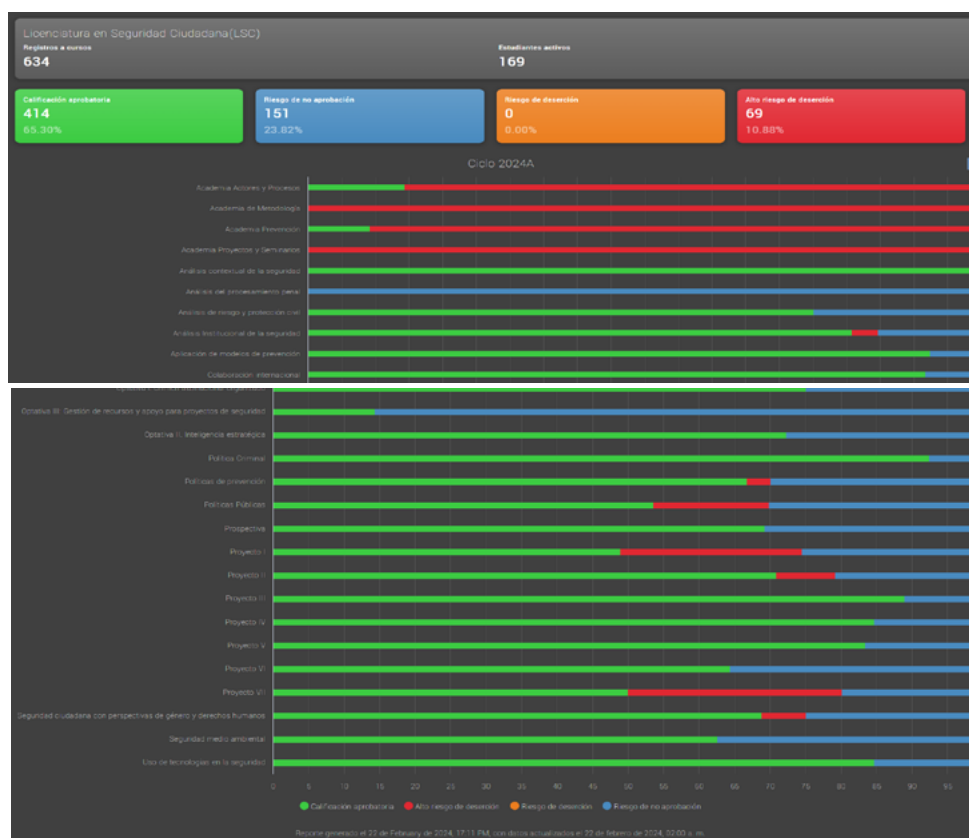 Licenciatura en Seguridad Ciudadana(LSC)
Registros a cursos
634
Estudiantes activos
169
Calificación aprobatoria
414
65.30%
Riesgo de no aprobación
151
23.82%
Riesgo de deserción
0
0.00%
Alto riesgo de deserción
69
10.88%
Ciclo 2024A
Academia Actores y Procesos
Academia de Metodología
Academia Prevención
Academia Proyectos y Seminarios
Análisis contextual de la seguridad
Análisis del procesamiento penal
Análisis de riesgo y protección civil
Análisis Institucional de la seguridad
Aplicación de modelos de prevención
Colaboración internacional
Optativa III. Gestión de recursos y apoyo para proyectos de seguridad
Optativa II. Inteligencia estratégica
Política Criminal
Políticas de prevención
Políticas Públicas
Prospectiva
Proyecto I
Proyecto II
Proyecto III
Proyecto IV
Proyecto V
Proyecto VI
Proyecto VII
Seguridad ciudadana con perspectivas de género y derechos humanos
Seguridad medio ambiental
Uso de tecnologías en la seguridad
0 5 10 15 20 25 30 35 40 45 50 55 60 65 70 75 80 85 90 95
Calificación aprobatoria Alto riesgo de deserción Riesgo de deserción Riesgo de no aprobación
Reporte generado el 22 de February de 2024, 17:11 PM, con datos actualizados el 22 de febrero de 2024, 02:00 a. m.